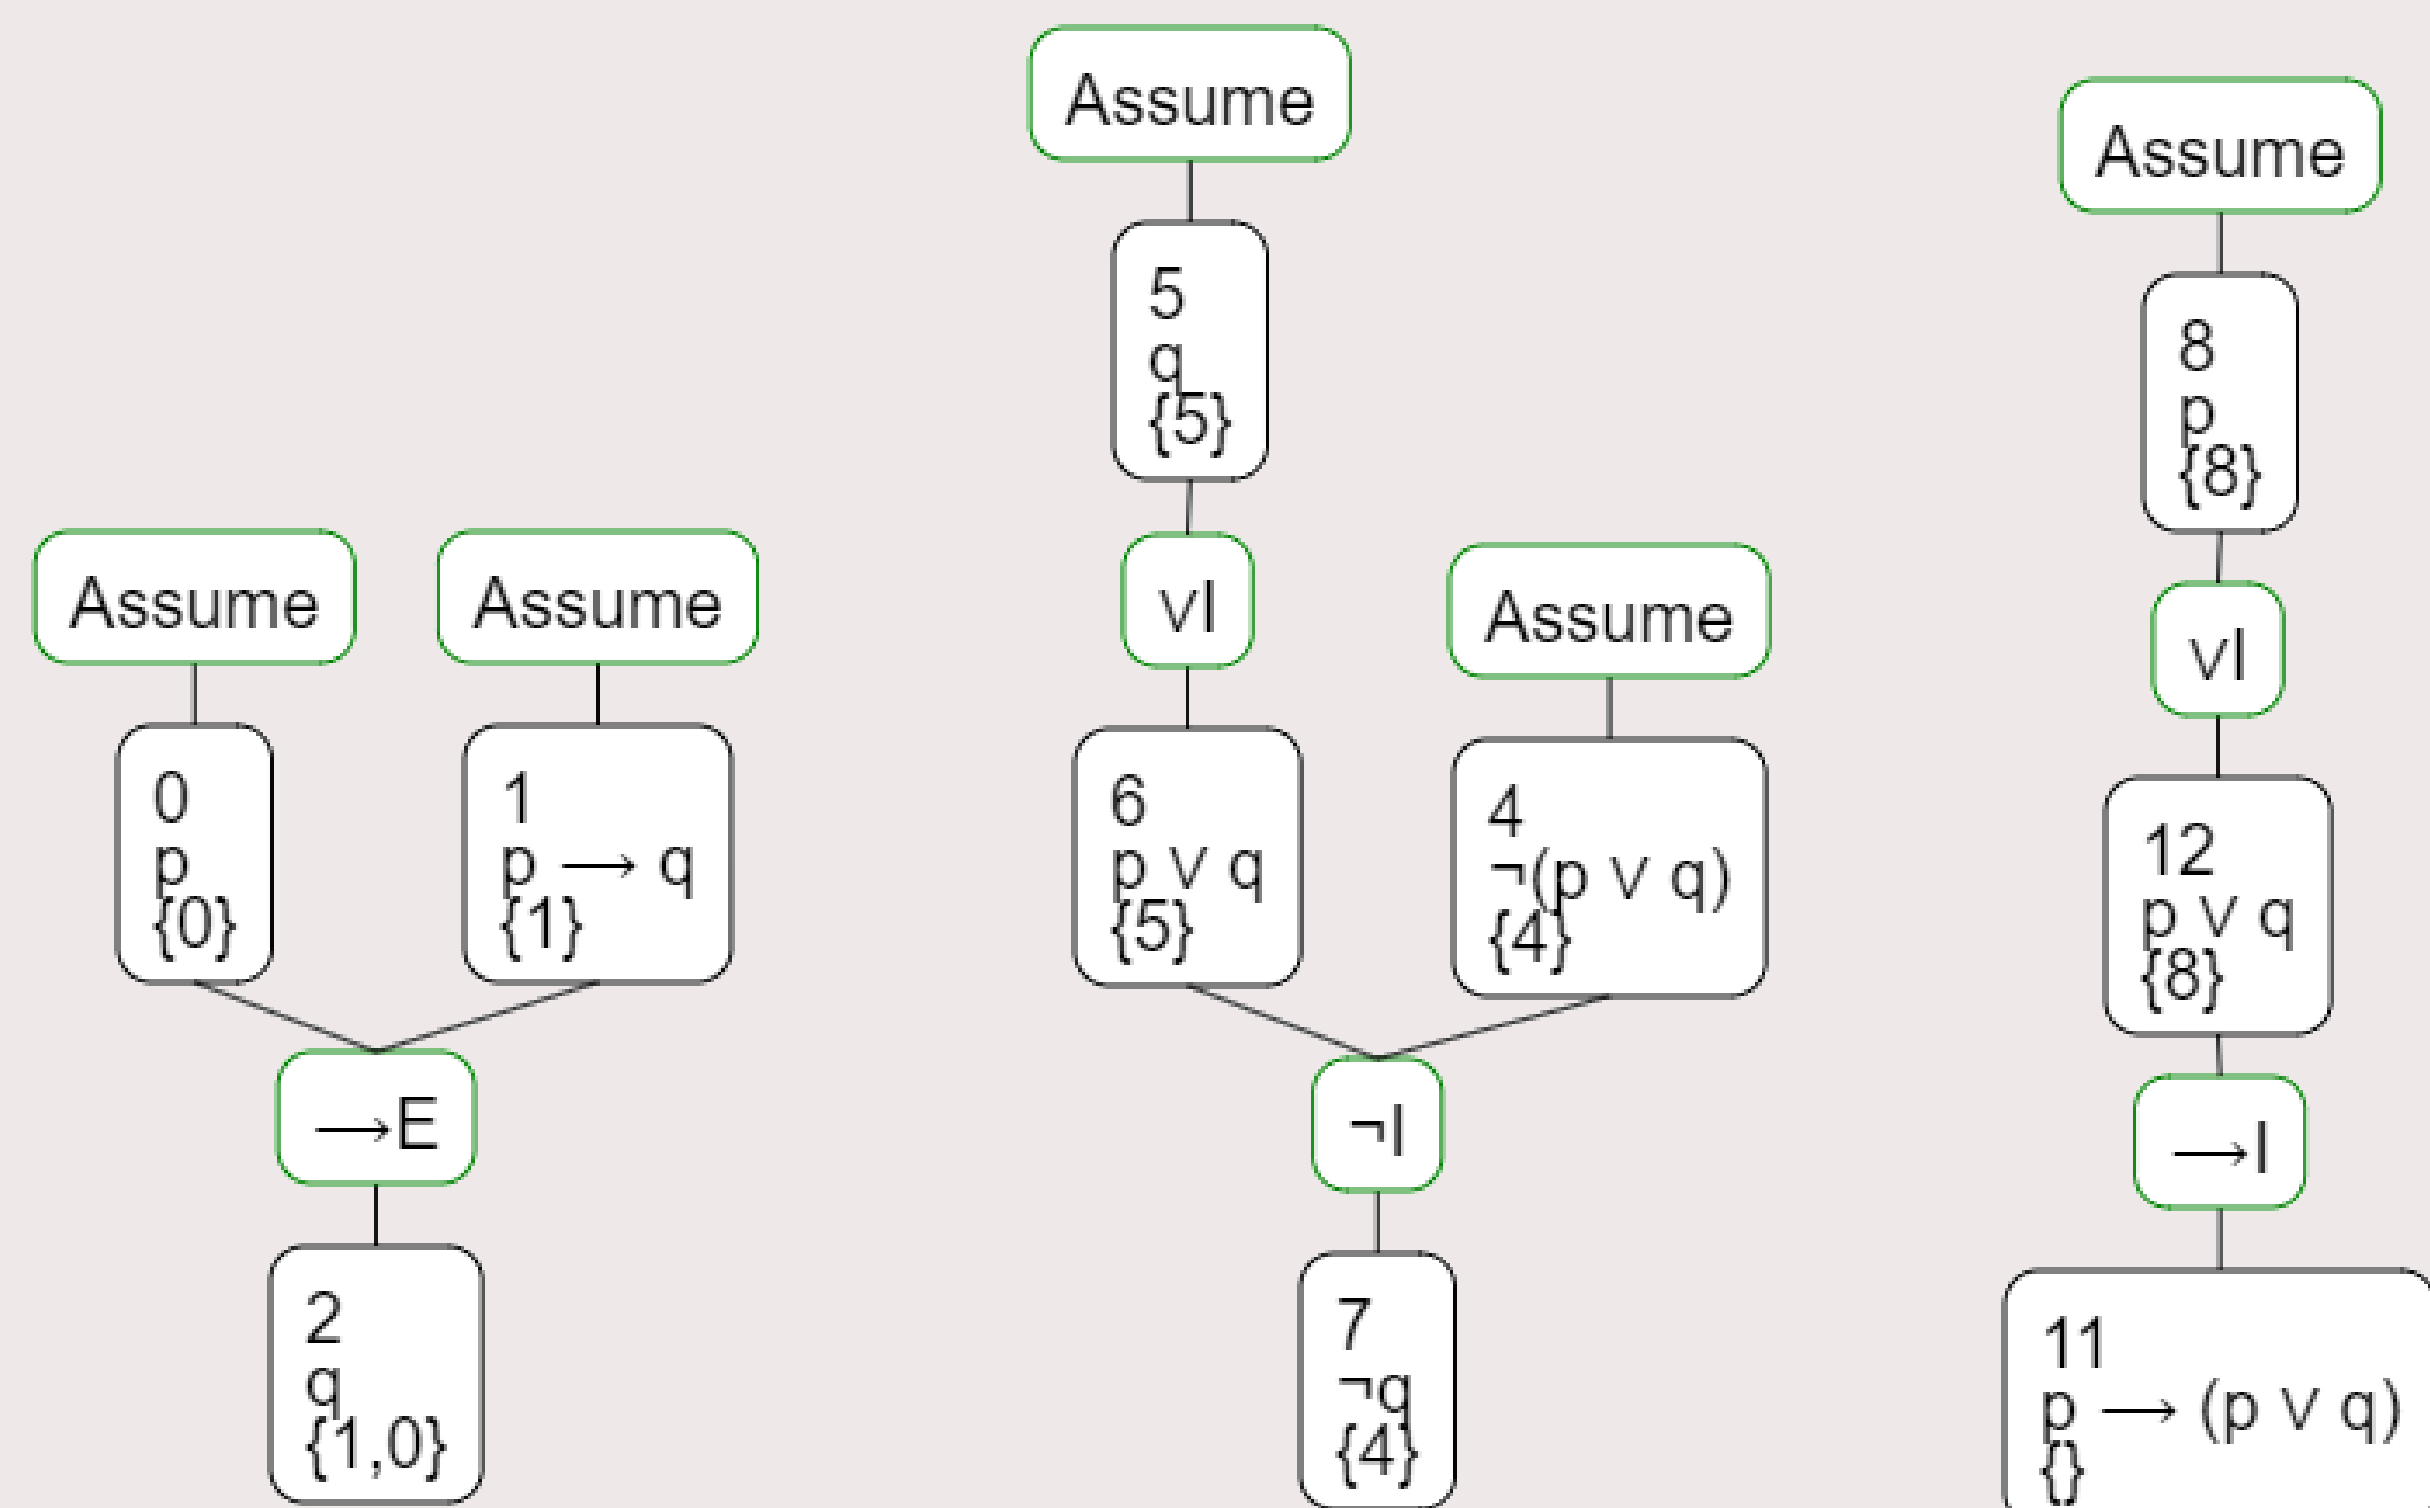 Assume
Assume
0
p
{0}
1
p ⟶ q
{1}
⟶E
2
q
{1,0}
Assume
5
q
{5}
∨I
Assume
6
p ∨ q
{5}
4
¬(p ∨ q)
{4}
¬I
7
¬q
{4}
Assume
8
p
{8}
∨I
12
p ∨ q
{8}
⟶I
11
p ⟶ (p ∨ q)
{}